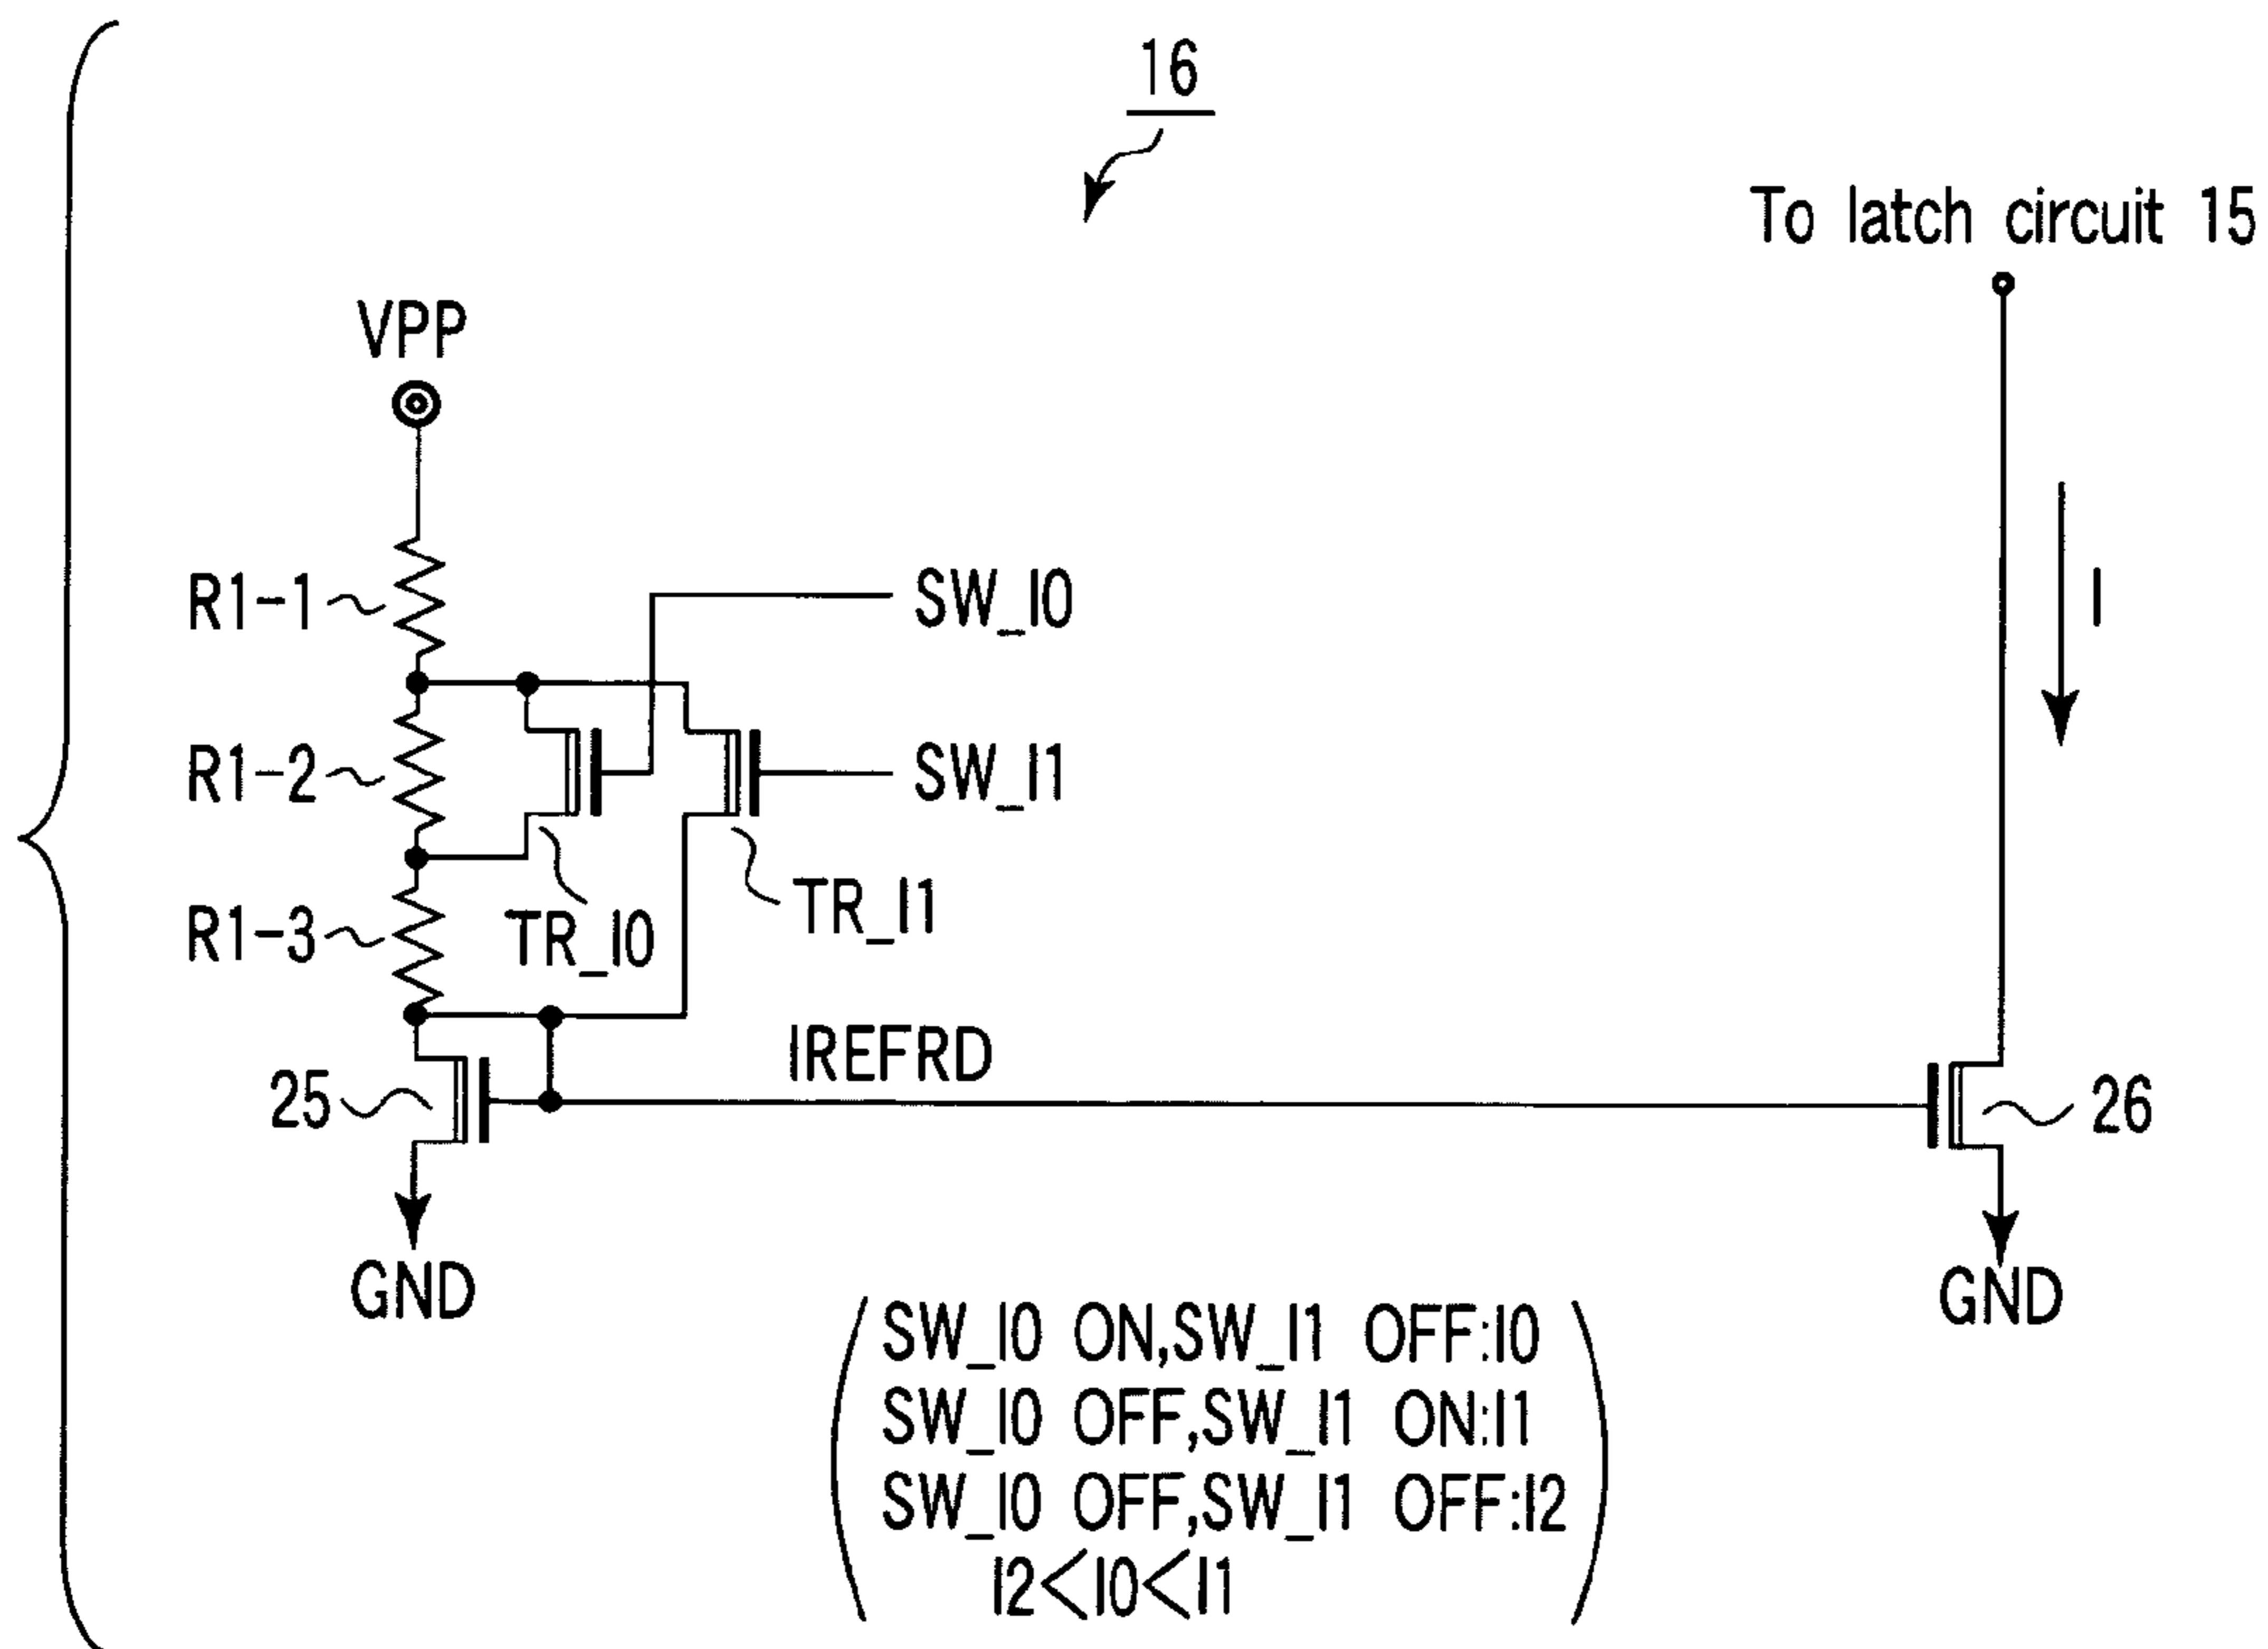 16
To latch circuit 15
VPP
R1-1
SW_I0
I
R1-2
SW_I1
R1-3
TR_I0
TR_I1
25
IREFRD
26
GND
GND
SW_I0 ON,SW_I1 OFF:I0
SW_I0 OFF,SW_I1 ON:I1
SW_I0 OFF,SW_I1 OFF:I2
I2<I0<I1